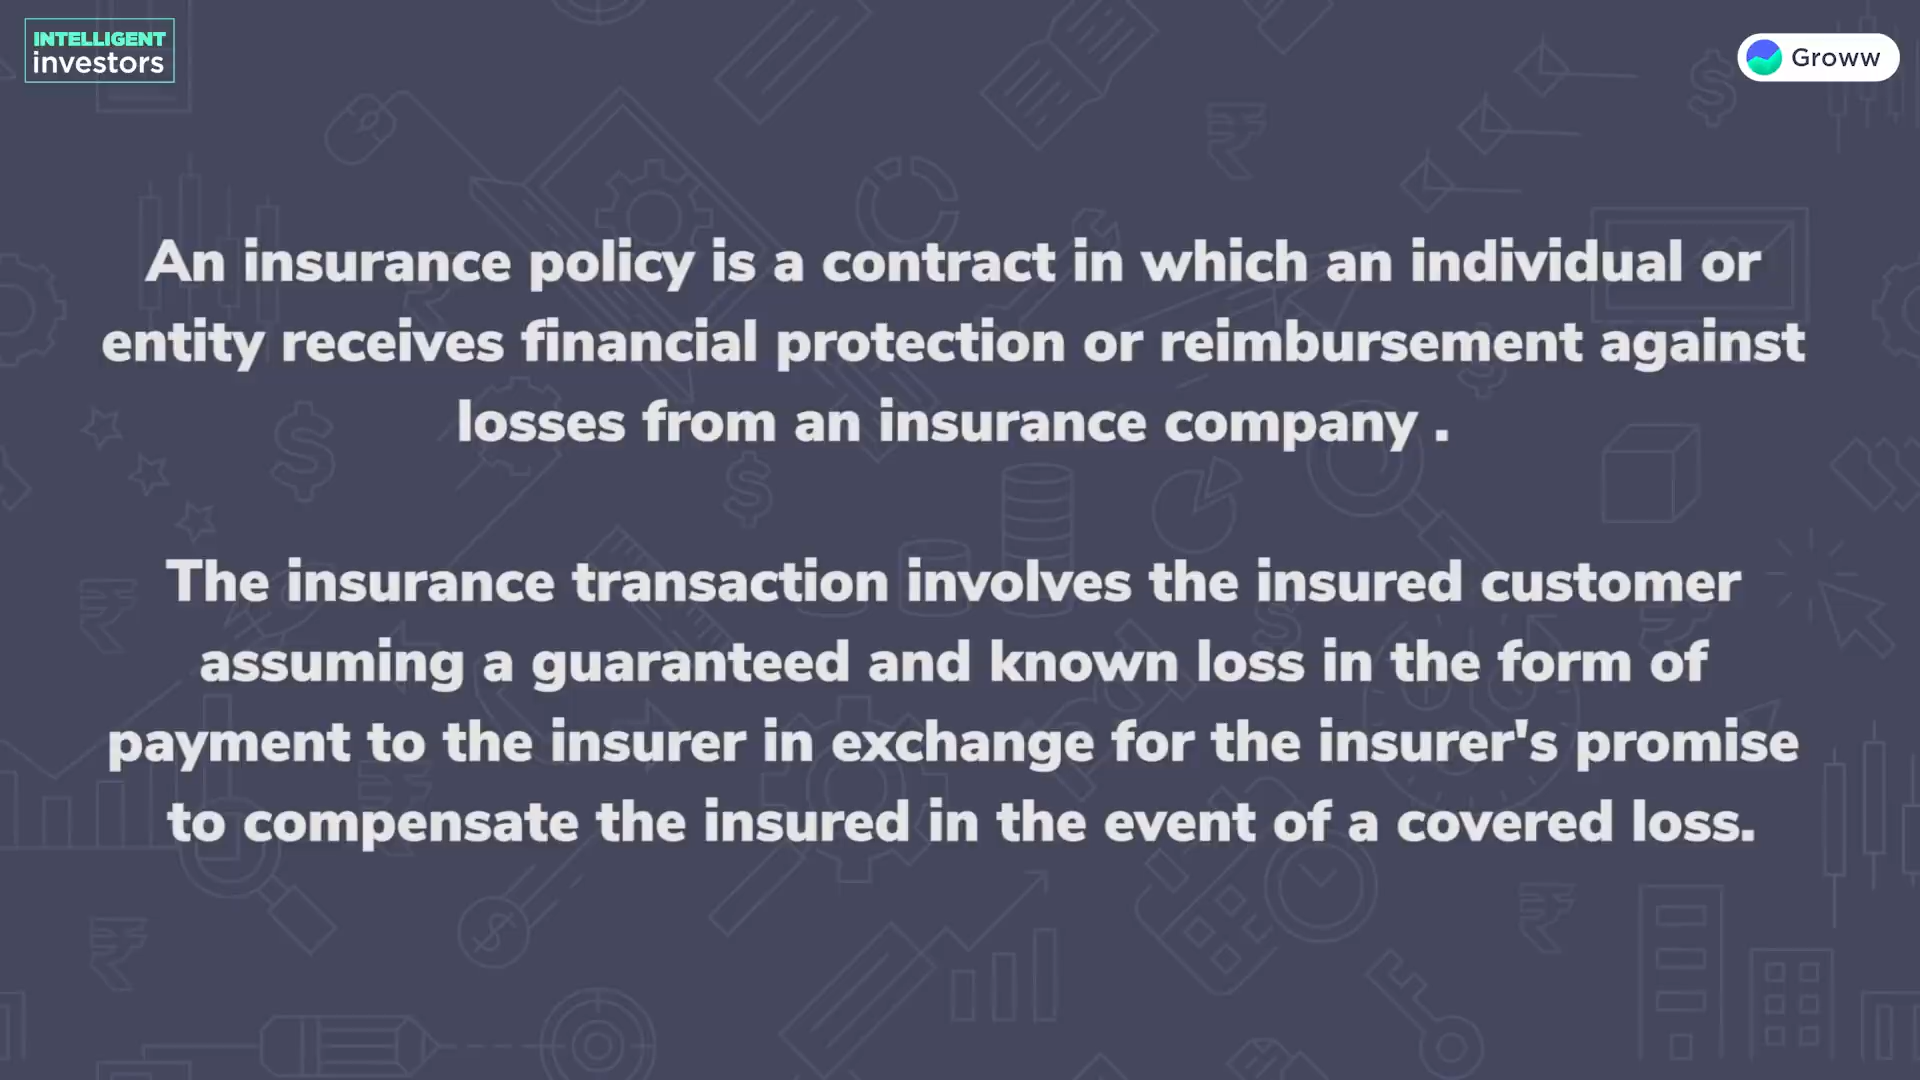 INTELLIGENT
investors
Groww
An insurance policy is a contract in which an individual or
entity receives financial protection or reimbursement against
losses from an insurance company .
The insurance transaction involves the insured customer
assuming a guaranteed and known loss in the form of
payment to the insurer in exchange for the insurer's promise
to compensate the insured in the event of a covered loss.